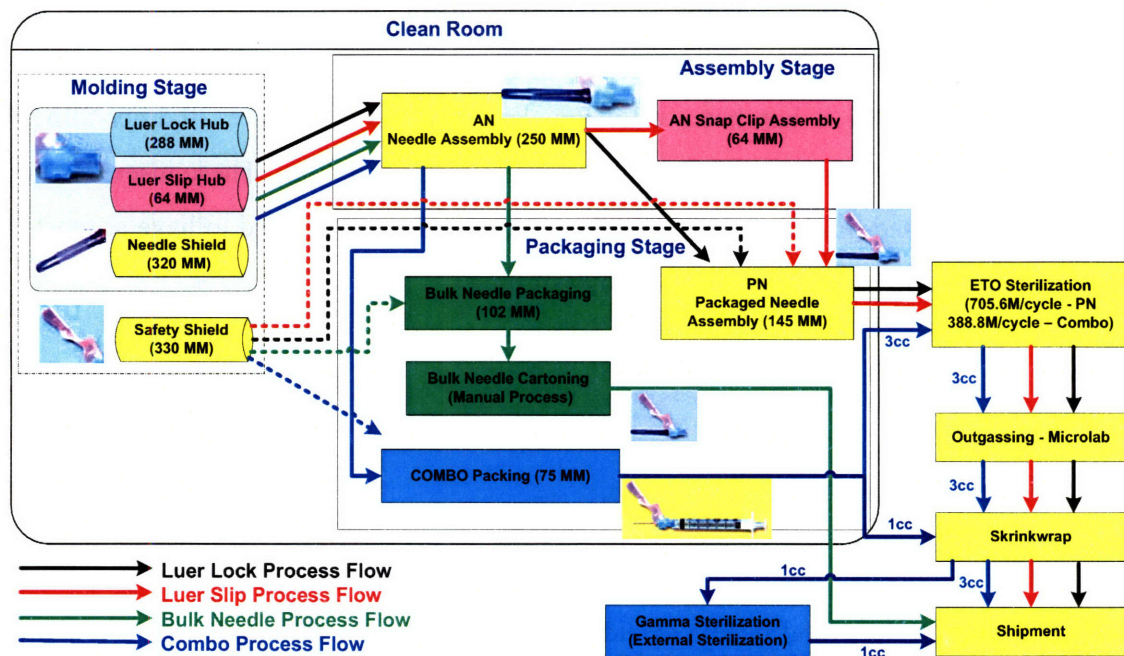 Clean Room
Molding Stage
Assembly Stage
Luer Lock Hub
(288 MM)
Luer Slip Hub
(64 MM)
Needle Shield
(320 MM)
Safety Shield
(330 MM)
AN
Needle Assembly (250 MM)
AN Snap Clip Assembly
(64 MM)
Packaging Stage
Bulk Needle Packaging
(102 MM)
Bulk Needle Cartoning
(Manual Process)
COMBO Packing (75 MM)
PN
Packaged Needle
Assembly (145 MM)
ETO Sterilization
(705.6M/cycle - PN
388.8M/cycle – Combo)
3cc
3cc
Outgassing - Microlab
3cc
1cc
Skrinkwrap
1cc
3cc
Gamma Sterilization
(External Sterilization)
1cc
Shipment
Luer Lock Process Flow
Luer Slip Process Flow
Bulk Needle Process Flow
Combo Process Flow